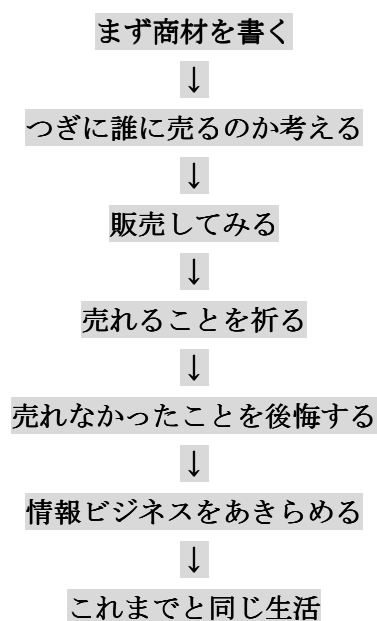 まず商材を書く
↓
つぎに誰に売るのか考える
↓
販売してみる
↓
売れることを祈る
↓
売れなかったことを後悔する
↓
情報ビジネスをあきらめる
↓
これまでと同じ生活